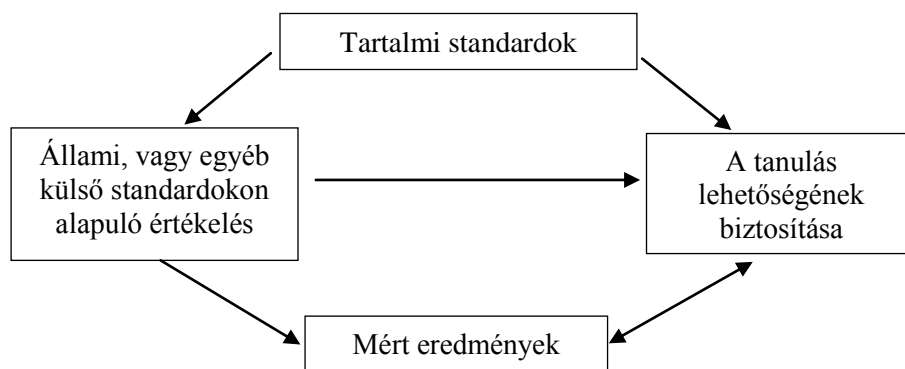 Tartalmi standardok
Állami, vagy egyéb
külső standardokon
alapuló értékelés
A tanulás
lehetőségének
biztosítása
Mért eredmények